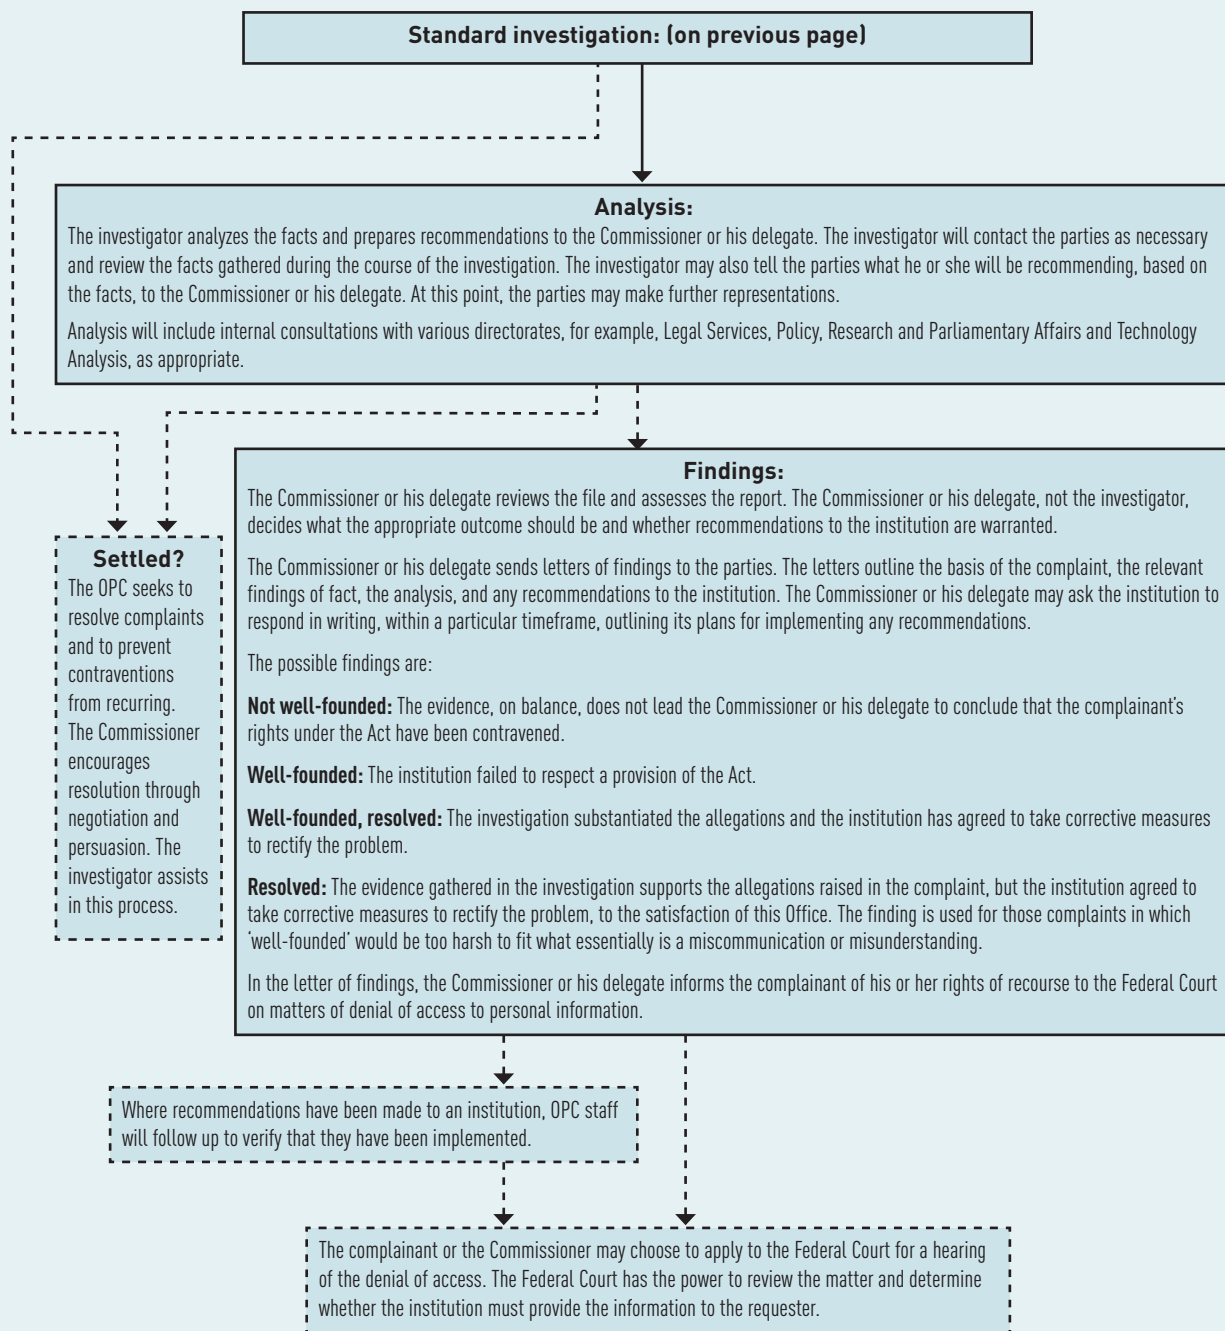 Standard investigation: (on previous page)
Analysis:
The investigator analyzes the facts and prepares recommendations to the Commissioner or his delegate. The investigator will contact the parties as necessary
and review the facts gathered during the course of the investigation. The investigator may also tell the parties what he or she will be recommending, based on
the facts, to the Commissioner or his delegate. At this point, the parties may make further representations.
Analysis will include internal consultations with various directorates, for example, Legal Services, Policy, Research and Parliamentary Affairs and Technology
Analysis, as appropriate.
Settled?
The OPC seeks to
resolve complaints
and to prevent
contraventions
from recurring.
The Commissioner
encourages
resolution through
negotiation and
persuasion. The
investigator assists
in this process.
Findings:
The Commissioner or his delegate reviews the file and assesses the report. The Commissioner or his delegate, not the investigator,
decides what the appropriate outcome should be and whether recommendations to the institution are warranted.
The Commissioner or his delegate sends letters of findings to the parties. The letters outline the basis of the complaint, the relevant
findings of fact, the analysis, and any recommendations to the institution. The Commissioner or his delegate may ask the institution to
respond in writing, within a particular timeframe, outlining its plans for implementing any recommendations.
The possible findings are:
Not well-founded: The evidence, on balance, does not lead the Commissioner or his delegate to conclude that the complainant's
rights under the Act have been contravened.
Well-founded: The institution failed to respect a provision of the Act.
Well-founded, resolved: The investigation substantiated the allegations and the institution has agreed to take corrective measures
to rectify the problem.
Resolved: The evidence gathered in the investigation supports the allegations raised in the complaint, but the institution agreed to
take corrective measures to rectify the problem, to the satisfaction of this Office. The finding is used for those complaints in which
'well-founded' would be too harsh to fit what essentially is a miscommunication or misunderstanding.
In the letter of findings, the Commissioner or his delegate informs the complainant of his or her rights of recourse to the Federal Court
on matters of denial of access to personal information.
Where recommendations have been made to an institution, OPC staff
will follow up to verify that they have been implemented.
The complainant or the Commissioner may choose to apply to the Federal Court for a hearing
of the denial of access. The Federal Court has the power to review the matter and determine
whether the institution must provide the information to the requester.